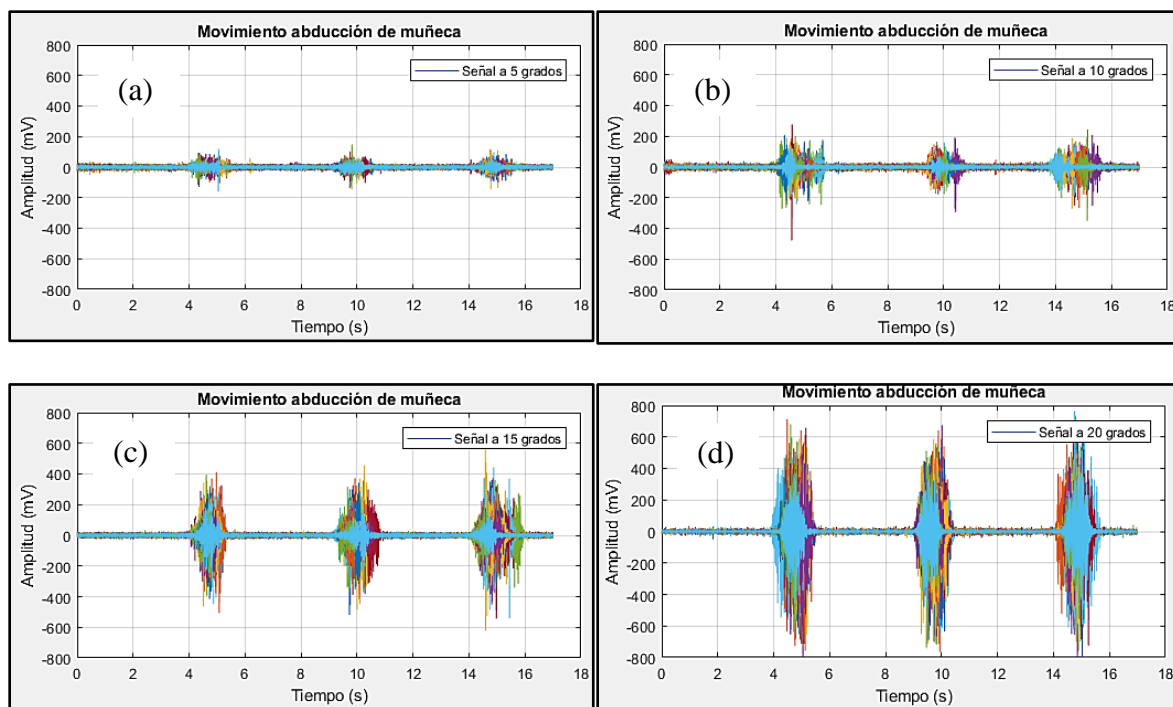 Movimiento abducción de muñeca
800
600
400
200
0
-200
-400
-600
-800
Amplitud (mV)
(a)
Señal a 5 grados
0 2 4 6 8 10 12 14 16 18
Tiempo (s)
Movimiento abducción de muñeca
800
600
400
200
0
-200
-400
-600
-800
Amplitud (mV)
(b)
Señal a 10 grados
0 2 4 6 8 10 12 14 16 18
Tiempo (s)
Movimiento abducción de muñeca
800
600
400
200
0
-200
-400
-600
-800
Amplitud (mV)
(c)
Señal a 15 grados
0 2 4 6 8 10 12 14 16 18
Tiempo (s)
Movimiento abducción de muñeca
800
600
400
200
0
-200
-400
-600
-800
Amplitud (mV)
(d)
Señal a 20 grados
0 2 4 6 8 10 12 14 16 18
Tiempo (s)